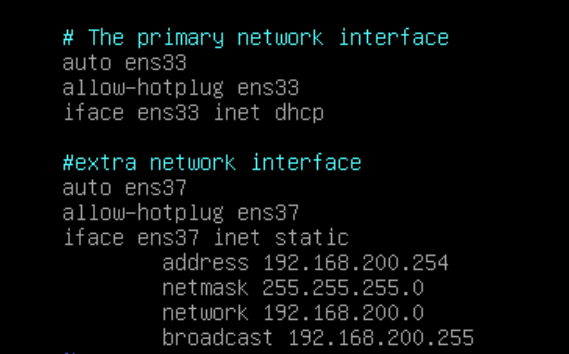 # The primary network interface
auto ens33
allow-hotplug ens33
iface ens33 inet dhcp
#extra network interface
auto ens37
allow-hotplug ens37
iface ens37 inet static
address 192.168.200.254
netmask 255.255.255.0
network 192.168.200.0
broadcast 192.168.200.255